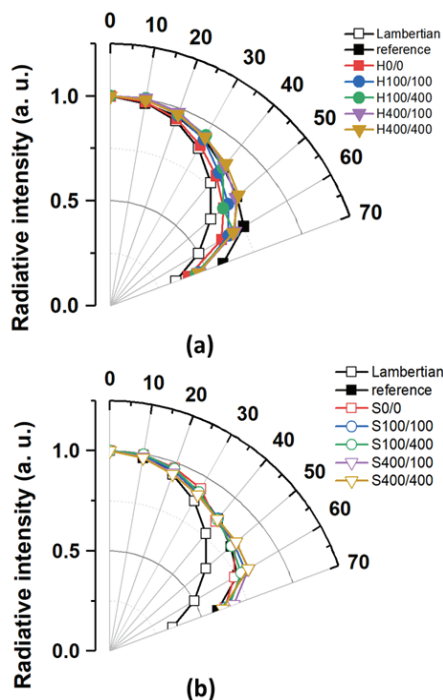 0
10
20
30
40
50
60
70
1.0
0.5
0.0
Radiative intensity (a. u.)
Lambertian
reference
H0/0
H100/100
H100/400
H400/100
H400/400
(a)
0
10
20
30
40
50
60
70
1.0
0.5
0.0
Radiative intensity (a. u.)
Lambertian
reference
S0/0
S100/100
S100/400
S400/100
S400/400
(b)